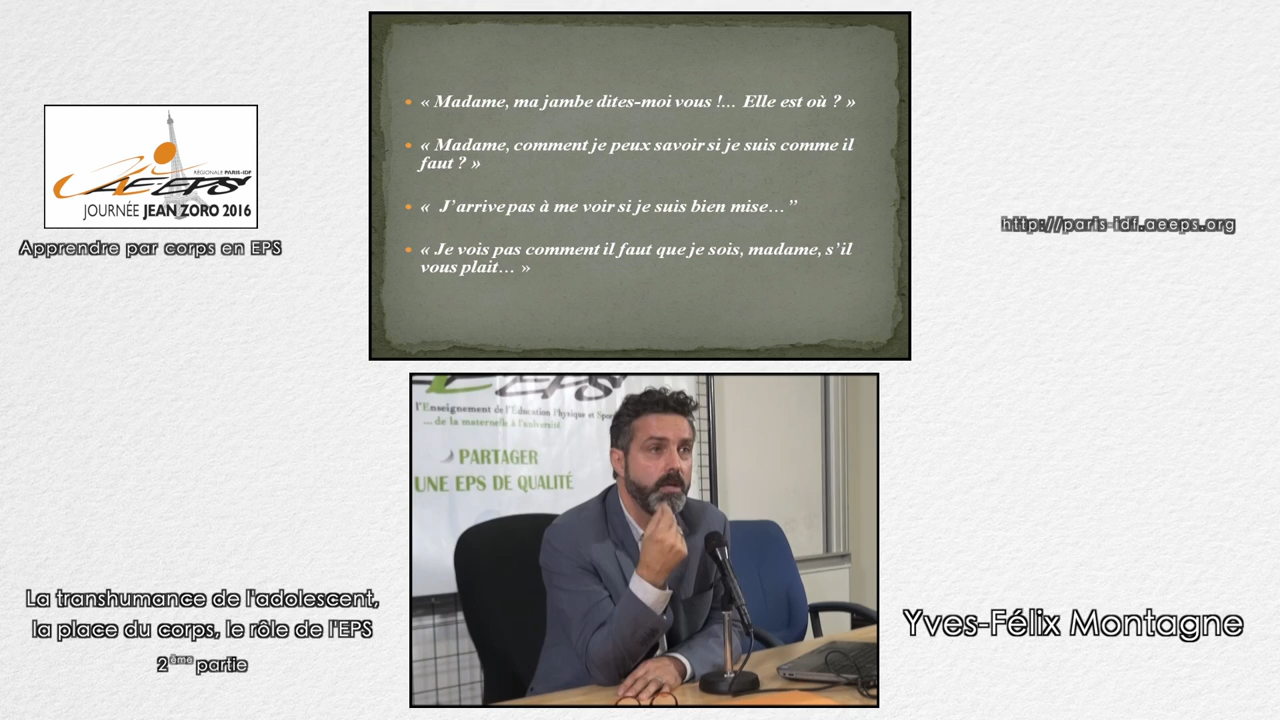 « Madame, ma jambe dites-moi vous !... Elle est où ? »
« Madame, comment je peux savoir si je suis comme il
faut ? »
« J'arrive pas à me voir si je suis bien mise... ”
« Je vois pas comment il faut que je sois, madame, s'il
vous plait... »
RÉGIONALE PARIS-IDF
AEEPS
JOURNÉE JEAN ZORO 2016
Apprendre par corps en EPS
http://paris-idf.aeeps.org
l'Enseignement de l'Éducation Physique et Spor
... de la maternelle à l'université
PARTAGER
UNE EPS DE QUALITÉ
La transhumance de l'adolescent,
la place du corps, le rôle de l'EPS
2ème partie
Yves-Félix Montagne